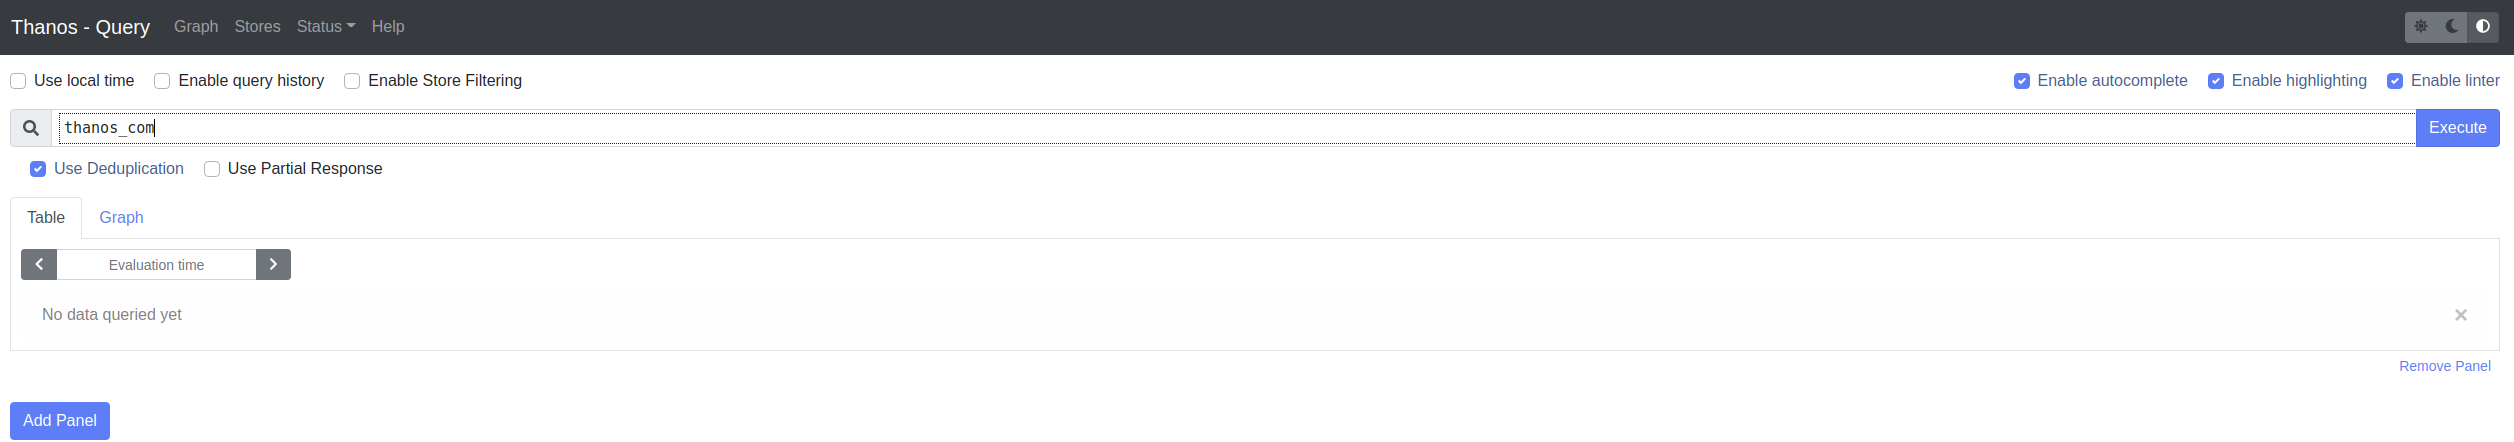 Thanos - Query Graph Stores Status Help
Use local time Enable query history Enable Store Filtering Enable autocomplete Enable highlighting Enable linter
thanos_com Execute
Use Deduplication Use Partial Response
Table Graph
Evaluation time
No data queried yet
Remove Panel
Add Panel